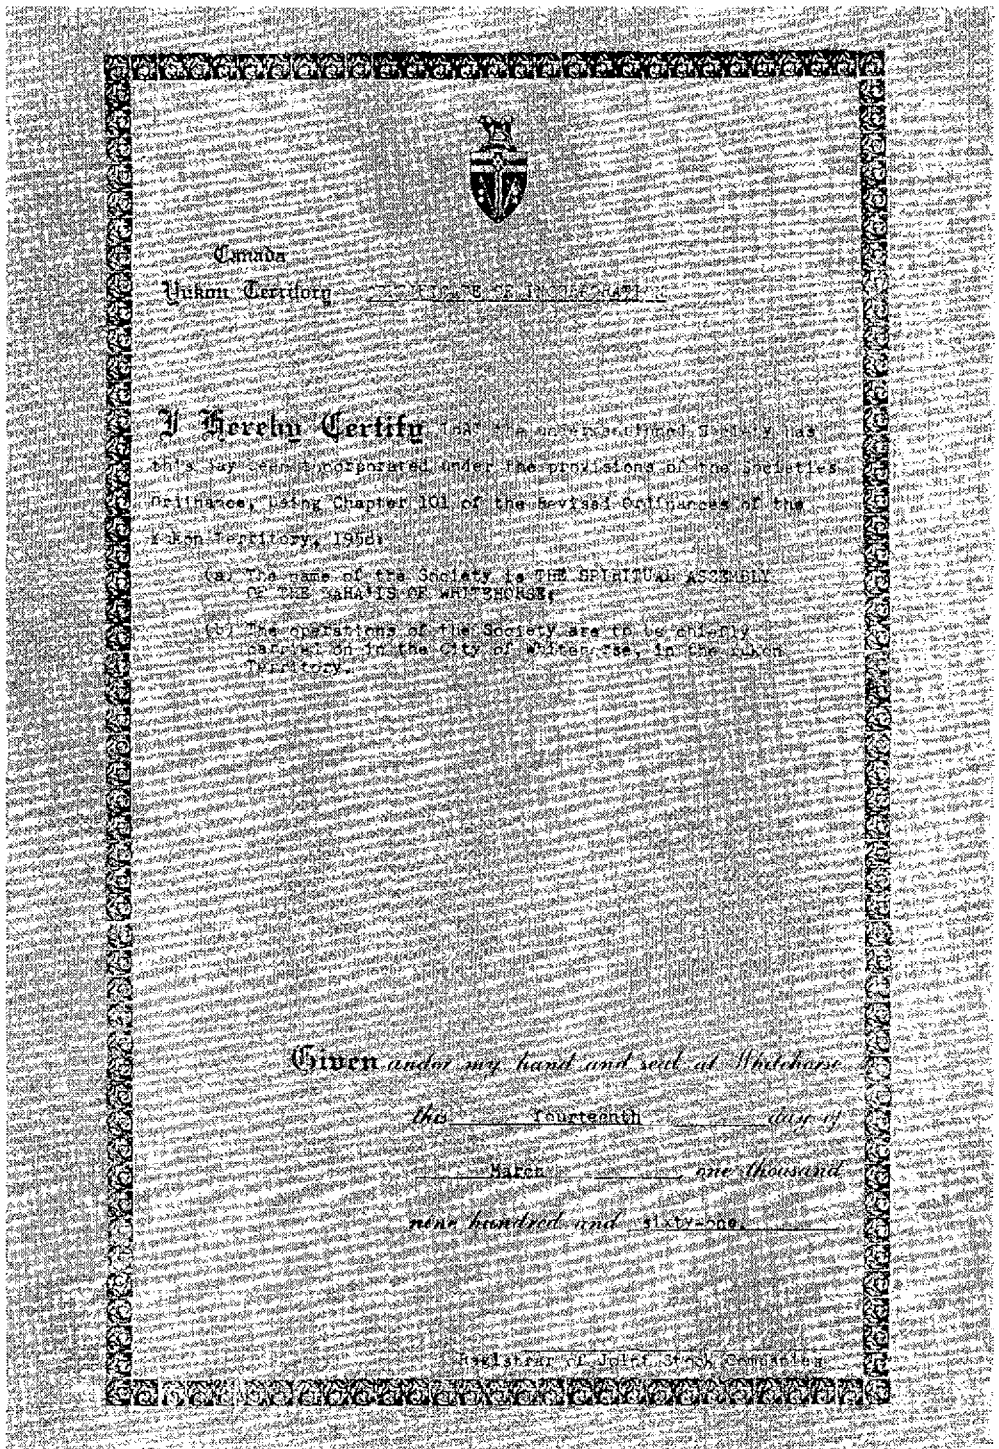 Canada
Yukon Territory CERTIFICATE OF INCORPORATION
I Hereby Certify that the undermentioned Society has
this day been incorporated under the provisions of the Societies
Ordinance, being Chapter 101 of the Revised Ordinances of the
Yukon Territory, 1958:
(a) The name of the Society is THE SPIRITUAL ASSEMBLY
OF THE BAHA'IS OF WHITEHORSE;
(b) The operations of the Society are to be chiefly
carried on in the City of Whitehorse, in the Yukon
Territory.
Given under my hand and seal at Whitehorse
this fourteenth day of
March , one thousand
nine hundred and sixty-one.
Registrar of Joint Stock Companies